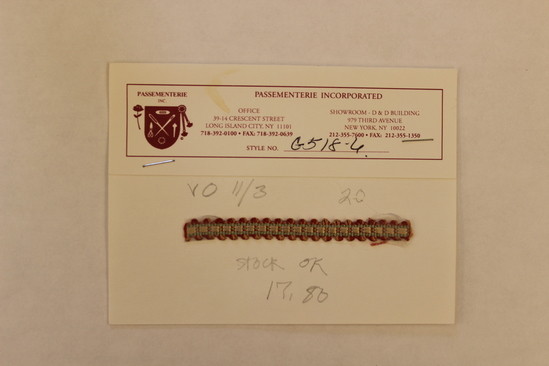 PASSEMENTERIE
INC
PASSEMENTERIE INCORPORATED
OFFICE
39-14 CRESCENT STREET
LONG ISLAND CITY, NY 11101
718-392-0100 • FAX 718-392-0639
SHOWROOM - D & D BUILDING
979 THIRD AVENUE
NEW YORK, NY 10022
212-355-7600 • FAX: 212-355-1350
STYLE NO. G518-6
VO 11/3 20
STOCK OK
17.80